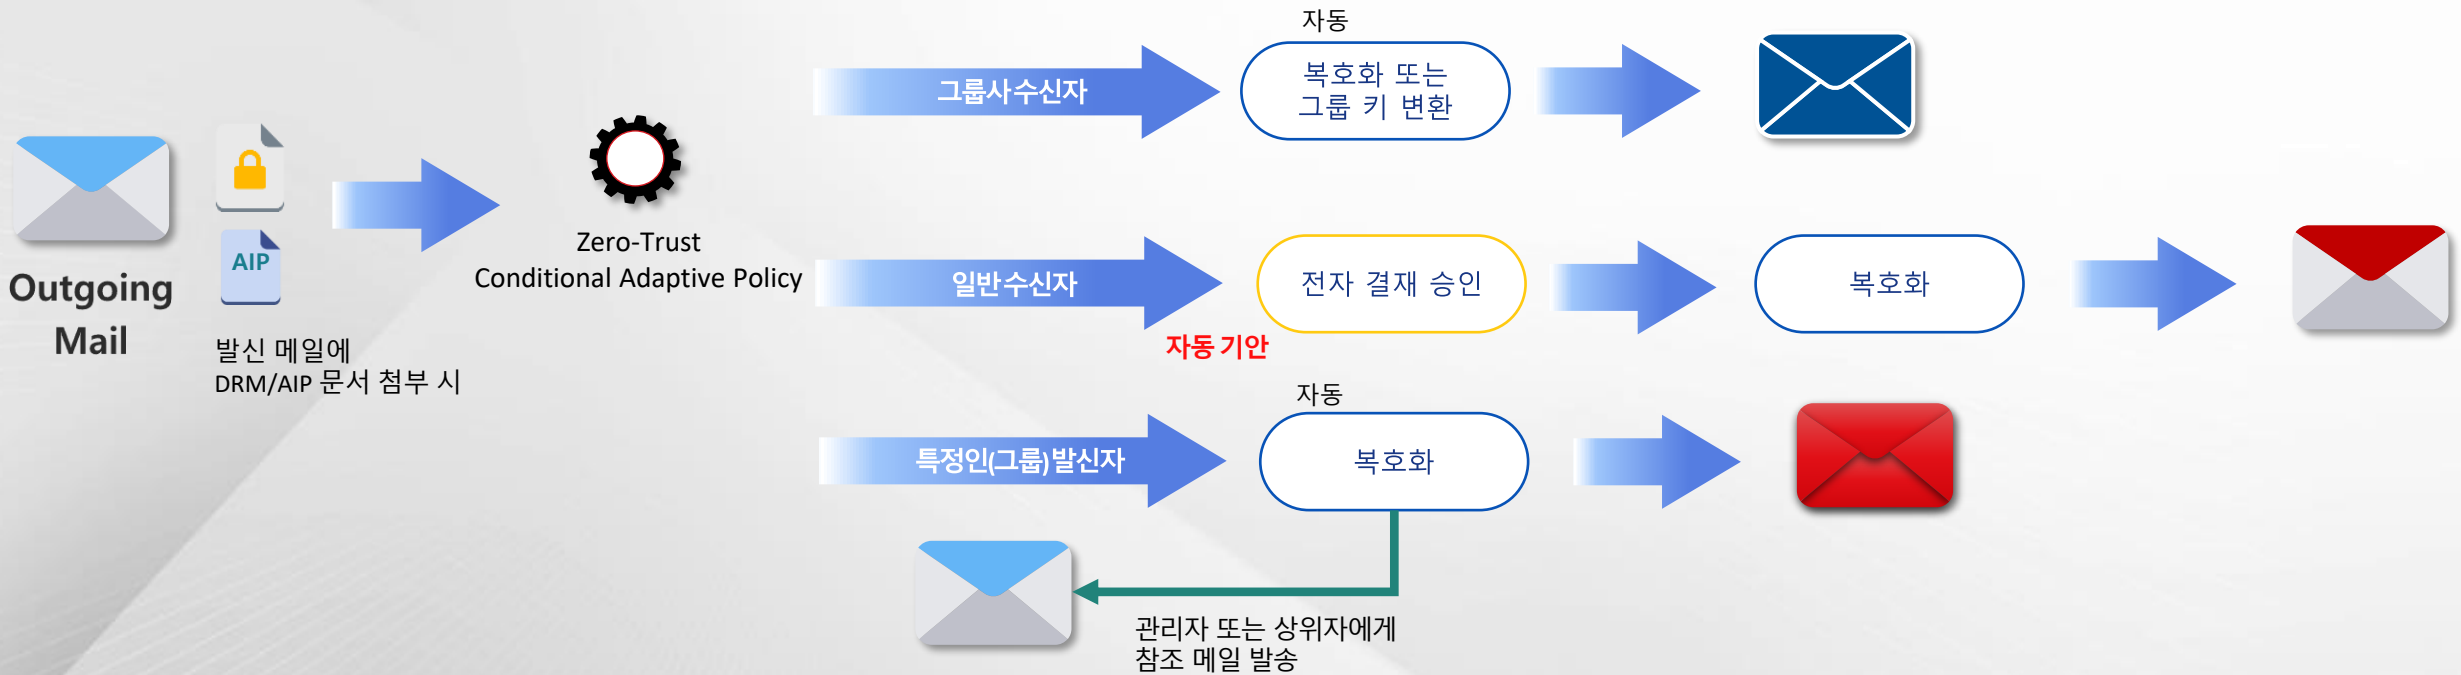 Outgoing
Mail
AIP
발신 메일에
DRM/AIP 문서 첨부 시
Zero-Trust
Conditional Adaptive Policy
그룹사 수신자
자동
복호화 또는
그룹 키 변환
일반 수신자
자동 기안
전자 결재 승인
복호화
특정인(그룹) 발신자
자동
복호화
관리자 또는 상위자에게
참조 메일 발송